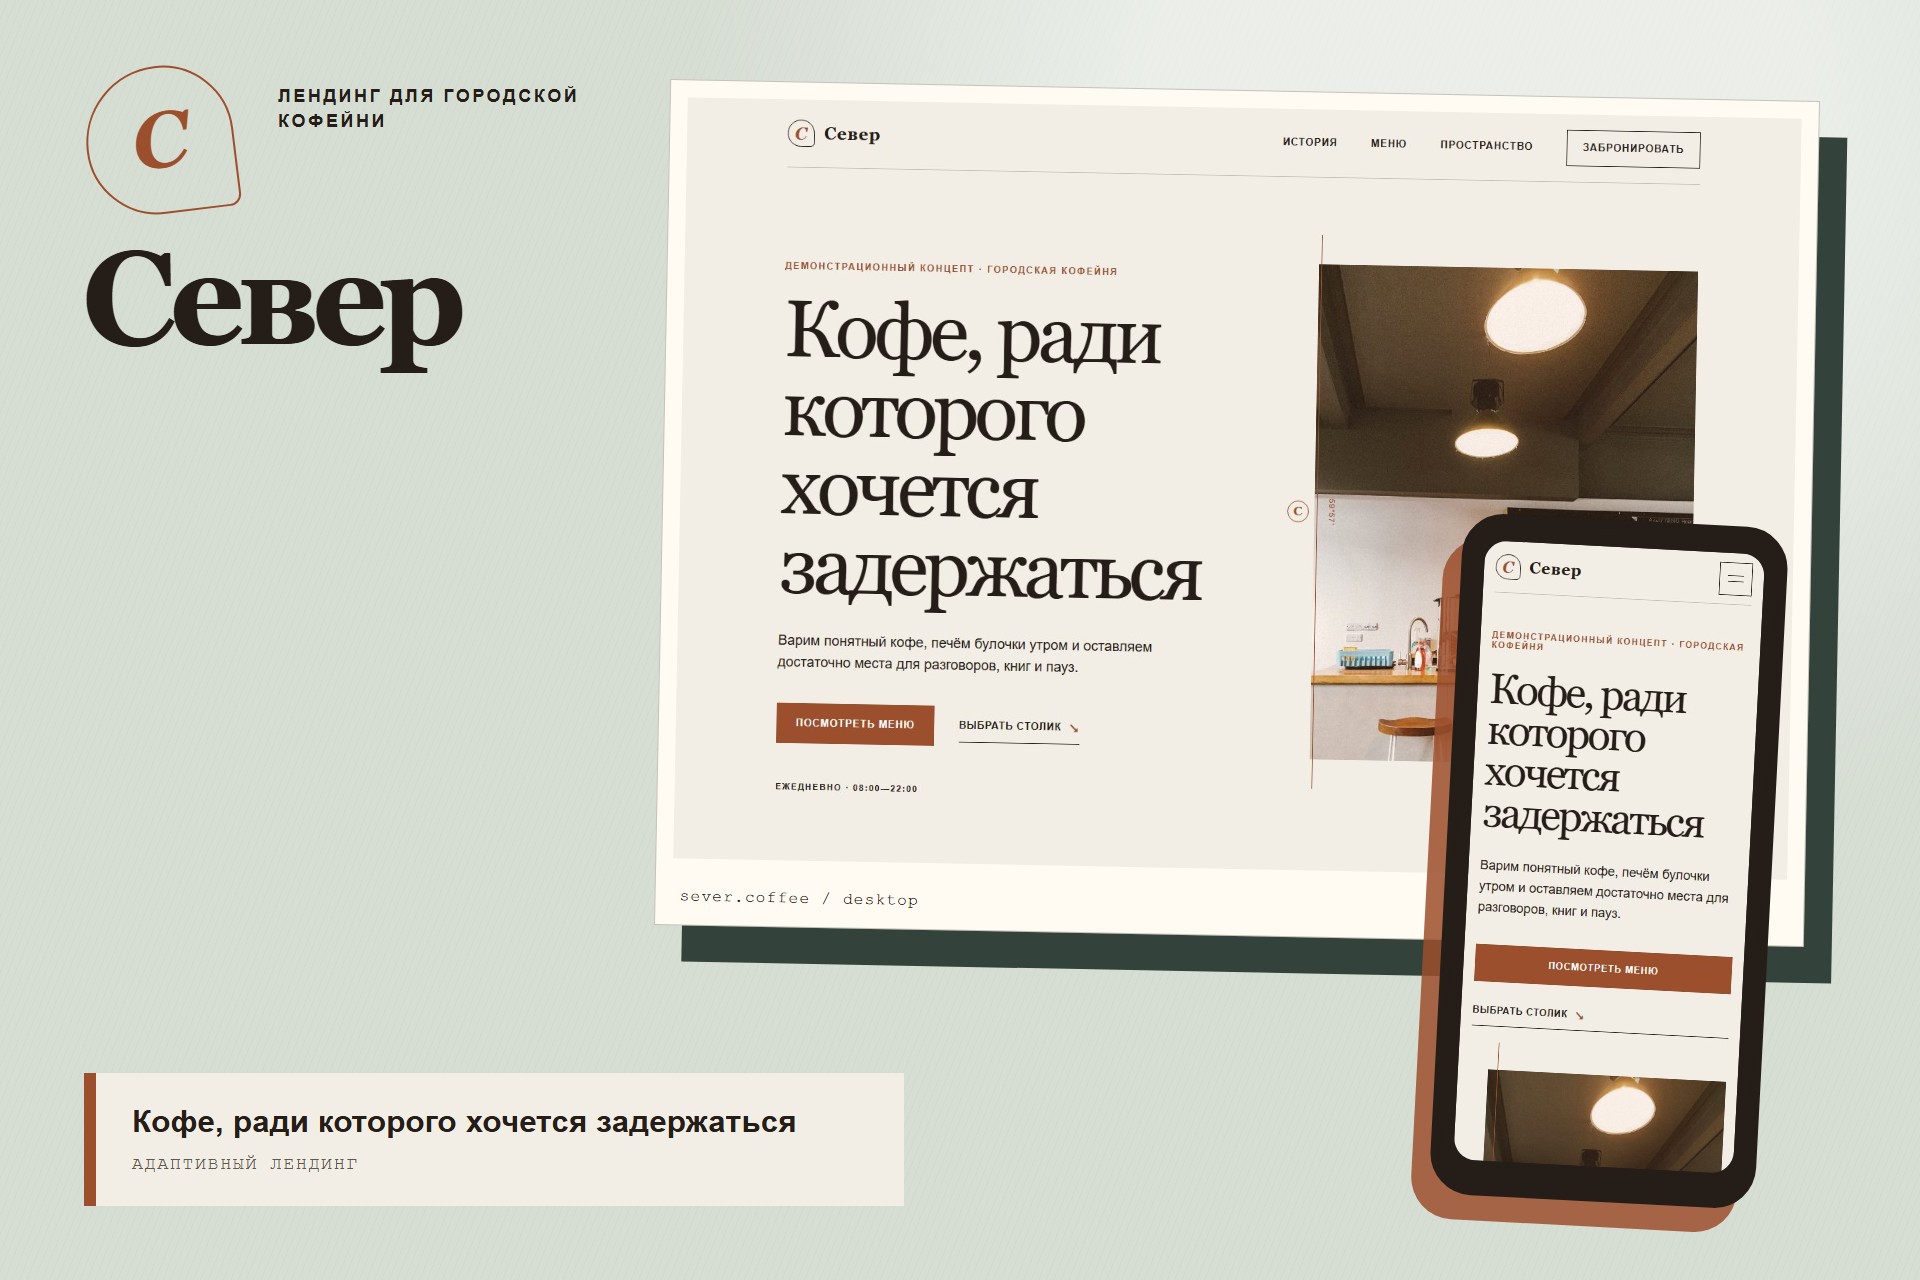 С
ЛЕНДИНГ ДЛЯ ГОРОДСКОЙ
КОФЕЙНИ
Север
С Север
ИСТОРИЯ МЕНЮ ПРОСТРАНСТВО ЗАБРОНИРОВАТЬ
ДЕМОНСТРАЦИОННЫЙ КОНЦЕПТ · ГОРОДСКАЯ КОФЕЙНЯ
Кофе, ради
которого
хочется
задержаться
Варим понятный кофе, печём булочки утром и оставляем
достаточно места для разговоров, книг и пауз.
ПОСМОТРЕТЬ МЕНЮ ВЫБРАТЬ СТОЛИК ↘
ЕЖЕДНЕВНО · 08:00—22:00
С
sever.coffee / desktop
С Север
ДЕМОНСТРАЦИОННЫЙ КОНЦЕПТ · ГОРОДСКАЯ
КОФЕЙНЯ
Кофе, ради
которого
хочется
задержаться
Варим понятный кофе, печём булочки
утром и оставляем достаточно места для
разговоров, книг и пауз.
ПОСМОТРЕТЬ МЕНЮ
ВЫБРАТЬ СТОЛИК ↘
Кофе, ради которого хочется задержаться
АДАПТИВНЫЙ ЛЕНДИНГ